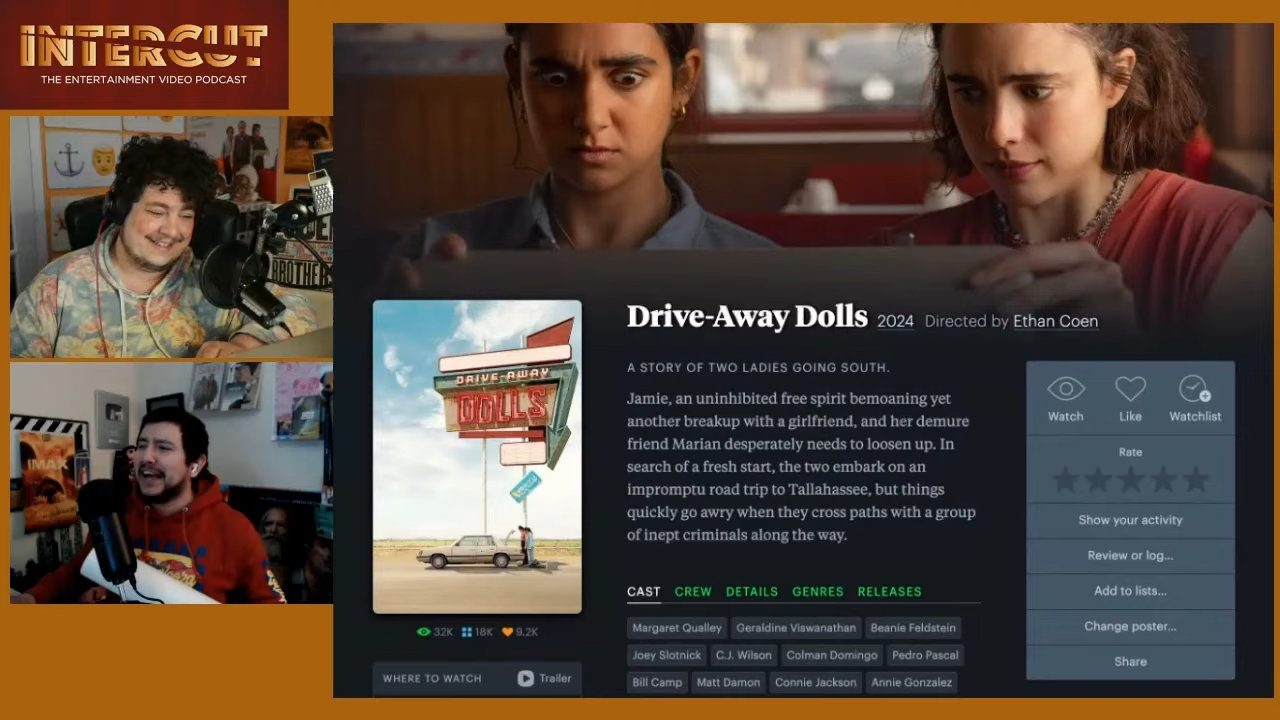 INTERCUT
THE ENTERTAINMENT VIDEO PODCAST
BROTHER
IMAX
DRIVE-AWAY
DOLLS
Drive-Away Dolls 2024 Directed by Ethan Coen
A STORY OF TWO LADIES GOING SOUTH.
Jamie, an uninhibited free spirit bemoaning yet
another breakup with a girlfriend, and her demure
friend Marian desperately needs to loosen up. In
search of a fresh start, the two embark on an
impromptu road trip to Tallahassee, but things
quickly go awry when they cross paths with a group
of inept criminals along the way.
CAST CREW DETAILS GENRES RELEASES
Margaret Qualley Geraldine Viswanathan Beanie Feldstein
Joey Slotnick C.J. Wilson Colman Domingo Pedro Pascal
Bill Camp Matt Damon Connie Jackson Annie Gonzalez
32K 18K 9.2K
WHERE TO WATCH Trailer
Watch Like Watchlist
Rate
Show your activity
Review or log...
Add to lists...
Change poster...
Share